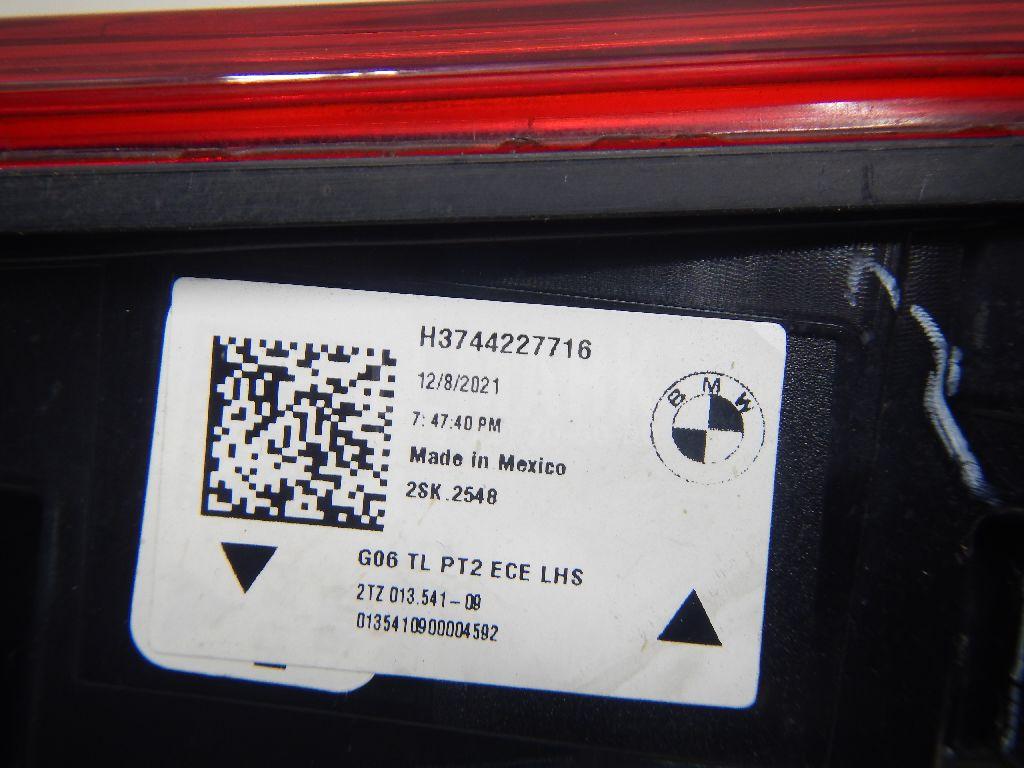 H3744227716
12/8/2021
7:47:40 PM
Made in Mexico
2SK.2548
BMW
G06 TL PT2 ECE LHS
2TZ 013.541-09
0135410900004592